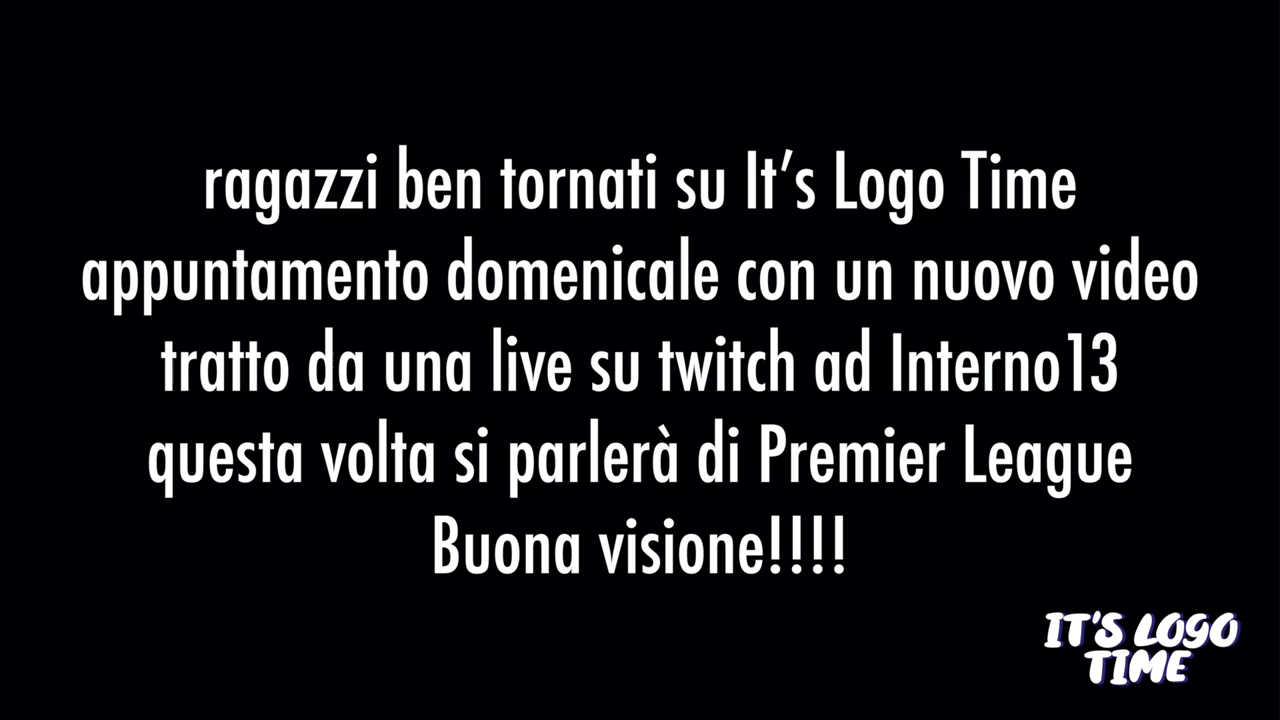 ragazzi ben tornati su It’s Logo Time
appuntamento domenicale con un nuovo video
tratto da una live su twitch ad Interno13
questa volta si parlerà di Premier League
Buona visione!!!!
IT'S LOGO
TIME